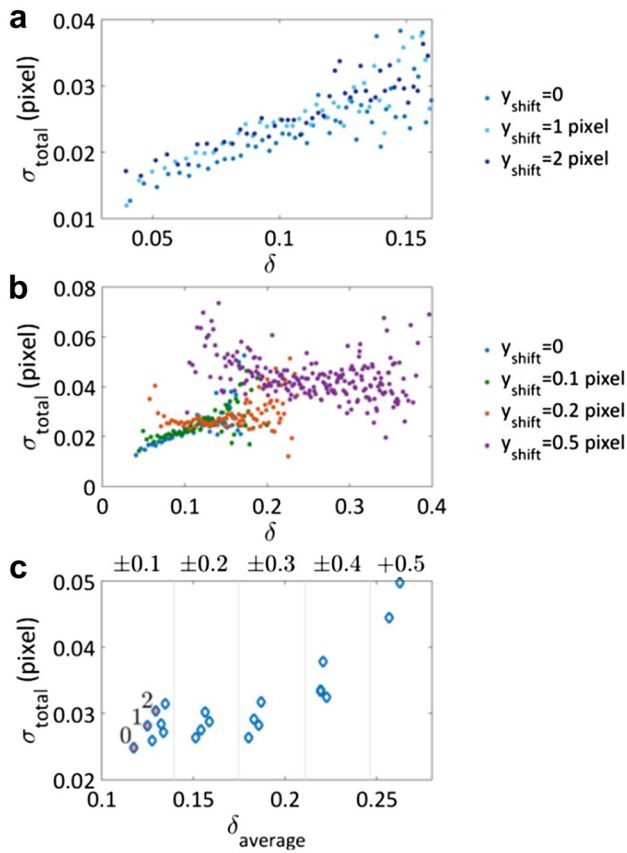 a
0.04
0.03
0.02
0.01
σtotal (pixel)
0.05 0.1 0.15
δ
yshift=0
yshift=1 pixel
yshift=2 pixel
b
0.08
0.06
0.04
0.02
0
σtotal (pixel)
0 0.1 0.2 0.3 0.4
δ
yshift=0
yshift=0.1 pixel
yshift=0.2 pixel
yshift=0.5 pixel
c
±0.1 ±0.2 ±0.3 ±0.4 +0.5
0.05
0.04
0.03
0.02
σtotal (pixel)
2
1
0
0.1 0.15 0.2 0.25
δaverage